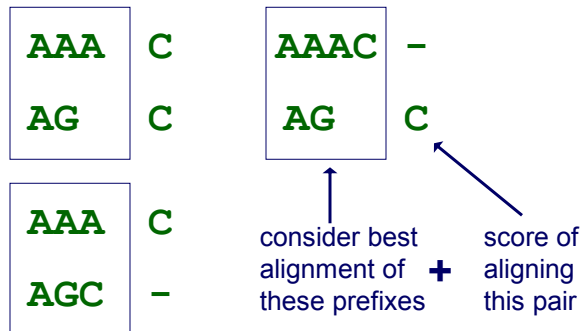 AAA C
AG C
AAAC –
AG C
AAA C
AGC –
consider best
alignment of
these prefixes
+
score of
aligning
this pair